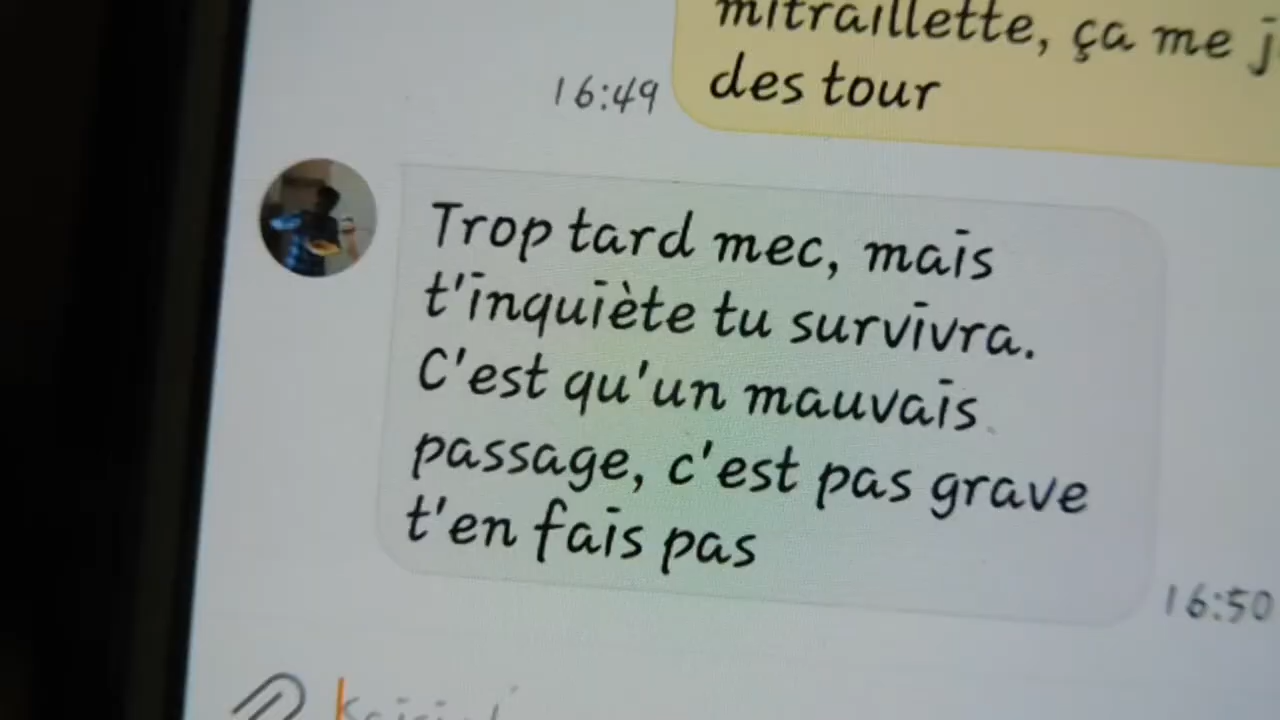 mitraillette, ça me
des tour
16:49
Trop tard mec, mais
t'inquiète tu survivra.
C'est qu'un mauvais
passage, c'est pas grave
t'en fais pas
16:50